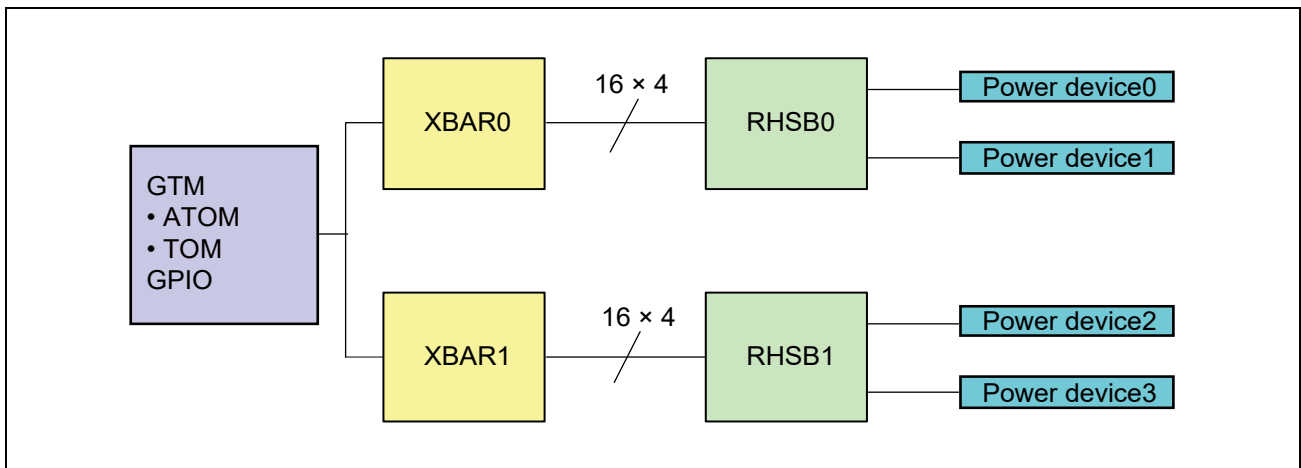 GTM
• ATOM
• TOM
GPIO
XBAR0
16 × 4
RHSB0
Power device0
Power device1
XBAR1
16 × 4
RHSB1
Power device2
Power device3